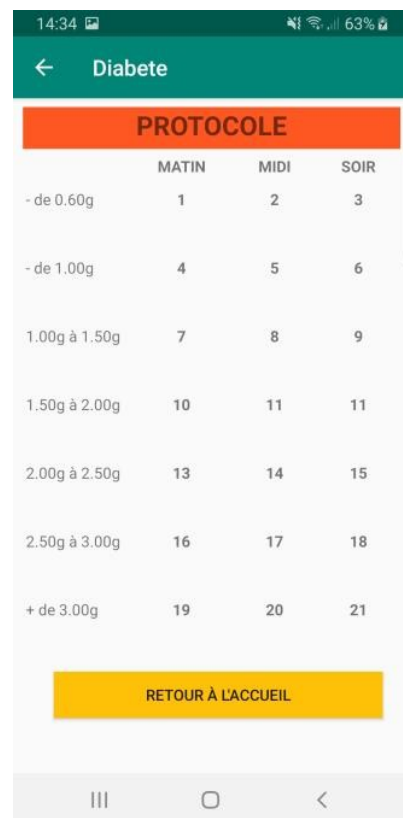 14:34 63%
Diabete
PROTOCOLE
MATIN MIDI SOIR
- de 0.60g 1 2 3
- de 1.00g 4 5 6
1.00g à 1.50g 7 8 9
1.50g à 2.00g 10 11 11
2.00g à 2.50g 13 14 15
2.50g à 3.00g 16 17 18
+ de 3.00g 19 20 21
RETOUR À L'ACCUEIL